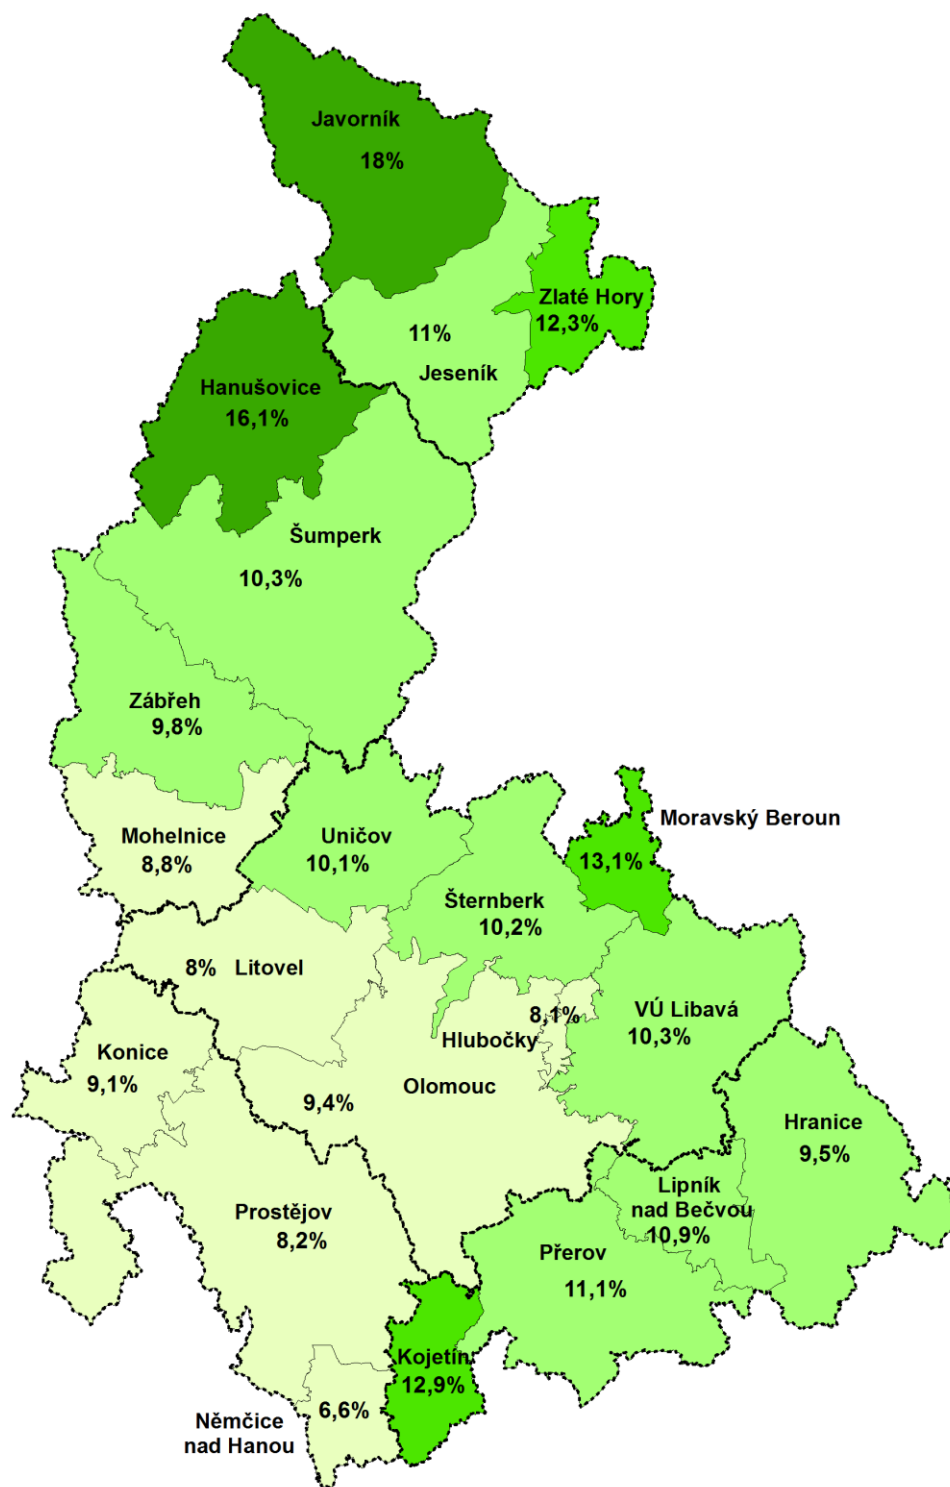 Javorník
18%
Zlaté Hory
12,3%
11%
Jeseník
Hanušovice
16,1%
Šumperk
10,3%
Zábřeh
9,8%
Mohelnice
8,8%
Uničov
10,1%
Moravský Beroun
13,1%
Šternberk
10,2%
8% Litovel
8,1%
Hlubočky
VÚ Libavá
10,3%
Konice
9,1%
Olomouc
9,4%
Hranice
9,5%
Lipník
nad Bečvou
10,9%
Prostějov
8,2%
Přerov
11,1%
Kojetín
12,9%
6,6%
Němčice
nad Hanou